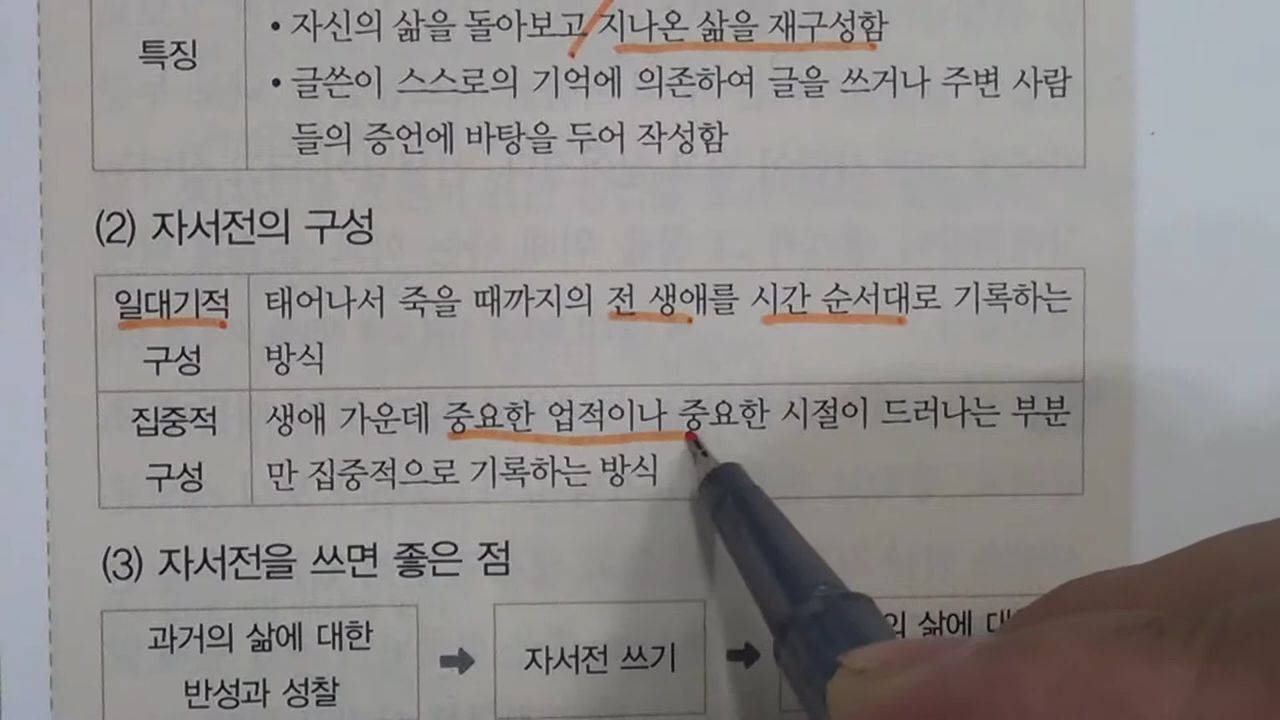 특징
• 자신의 삶을 돌아보고 지나온 삶을 재구성함
• 글쓴이 스스로의 기억에 의존하여 글을 쓰거나 주변 사람
들의 증언에 바탕을 두어 작성함
(2) 자서전의 구성
일대기적
구성
태어나서 죽을 때까지의 전 생애를 시간 순서대로 기록하는
방식
집중적
구성
생애 가운데 중요한 업적이나 중요한 시절이 드러나는 부분
만 집중적으로 기록하는 방식
(3) 자서전을 쓰면 좋은 점
과거의 삶에 대한
반성과 성찰
➡
자서전 쓰기
➡
삶에